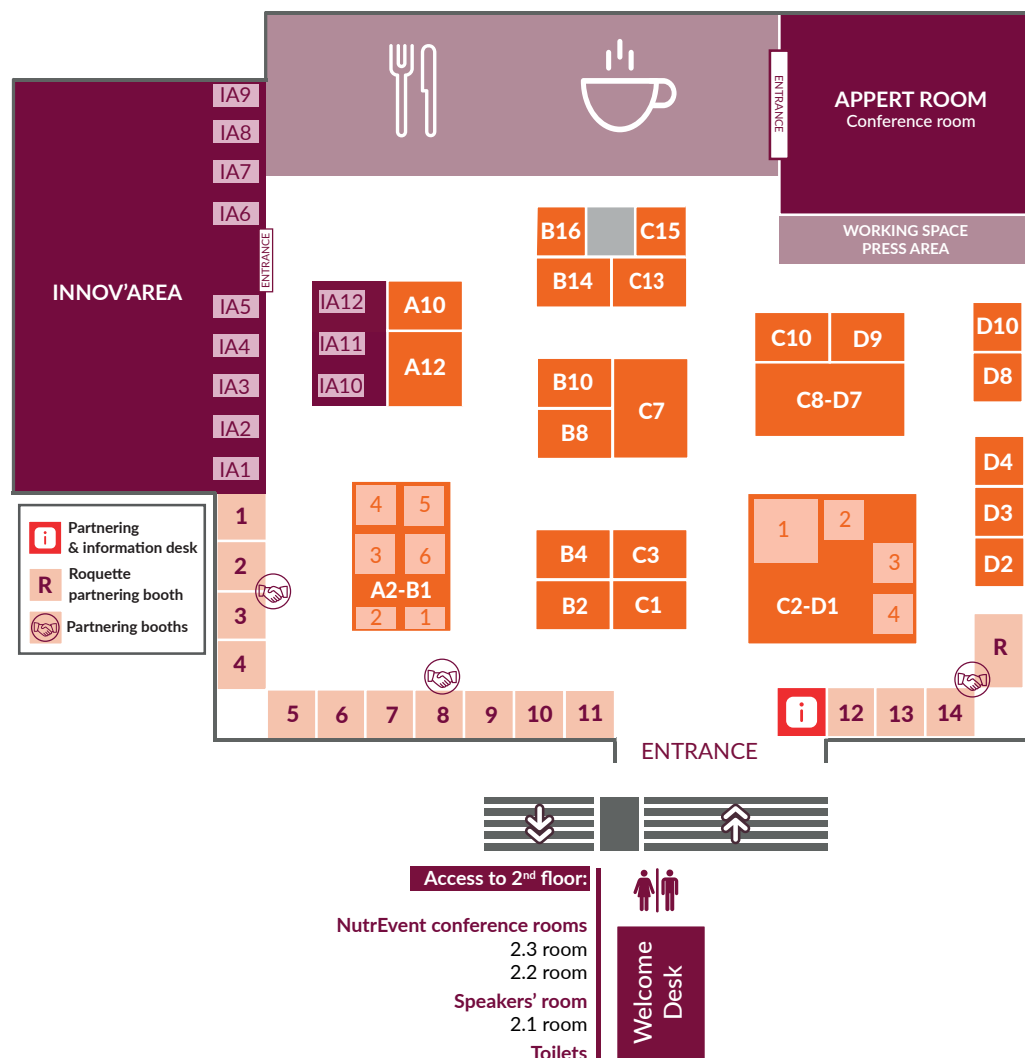 APPERT ROOM
Conference room
ENTRANCE
WORKING SPACE
PRESS AREA
IA9
IA8
IA7
IA6
ENTRANCE
INNOV'AREA
IA5
IA4
IA3
IA2
IA1
B16
C15
B14
C13
IA12
IA11
IA10
A10
A12
B10
B8
C7
C10
D9
C8-D7
D10
D8
D4
D3
D2
4
5
3
6
A2-B1
2
1
B4
C3
B2
C1
1
2
3
C2-D1
4
i
Partnering
& information desk
R
Roquette
partnering booth
Partnering booths
1
2
3
4
5
6
7
8
9
10
11
i
12
13
14
R
ENTRANCE
Access to 2nd floor:
NutrEvent conference rooms
2.3 room
2.2 room
Speakers' room
2.1 room
Toilets
Welcome
Desk